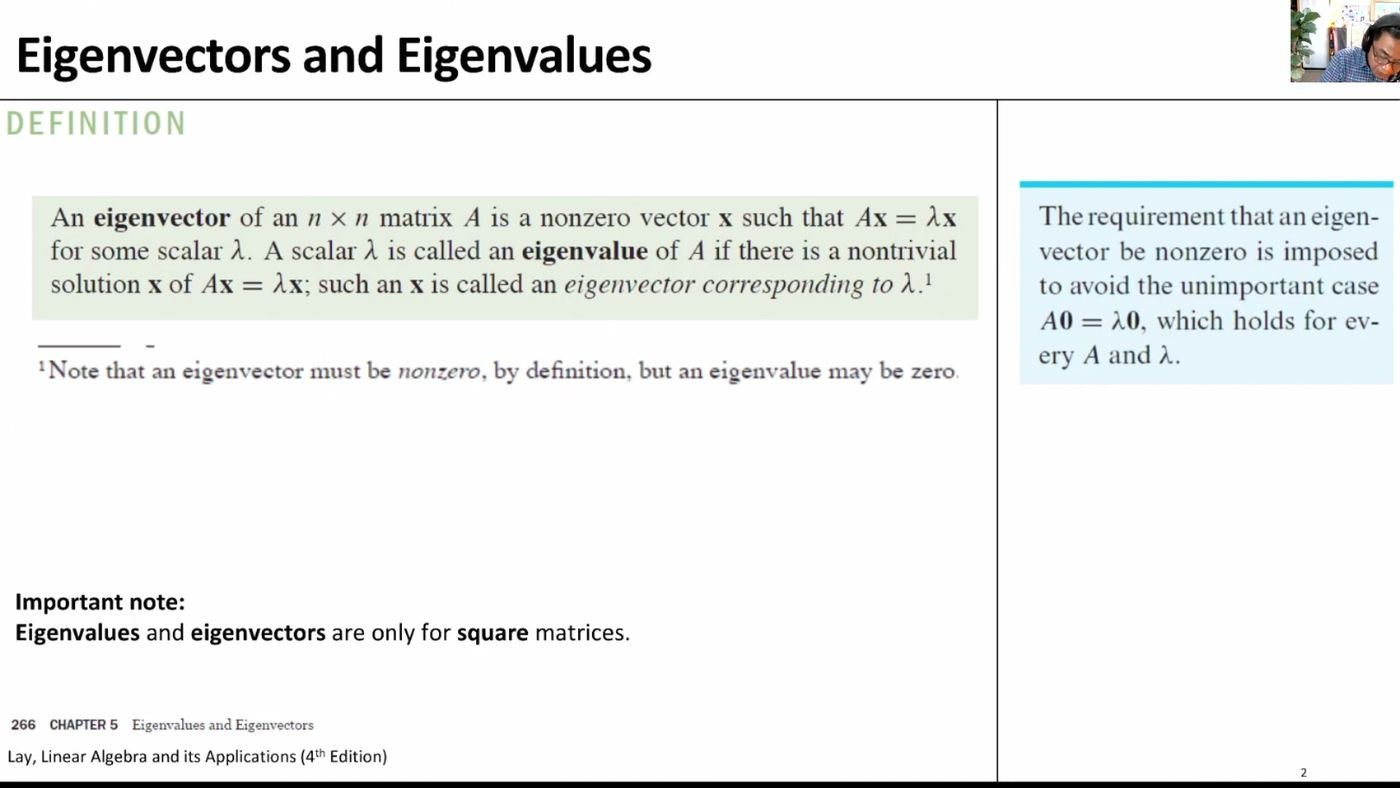 Eigenvectors and Eigenvalues
DEFINITION
An eigenvector of an n × n matrix A is a nonzero vector x such that Ax = λx
for some scalar λ. A scalar λ is called an eigenvalue of A if there is a nontrivial
solution x of Ax = λx; such an x is called an eigenvector corresponding to λ.¹
¹Note that an eigenvector must be nonzero, by definition, but an eigenvalue may be zero.
The requirement that an eigen-
vector be nonzero is imposed
to avoid the unimportant case
A0 = λ0, which holds for ev-
ery A and λ.
Important note:
Eigenvalues and eigenvectors are only for square matrices.
266 CHAPTER 5 Eigenvalues and Eigenvectors
Lay, Linear Algebra and its Applications (4th Edition)
2